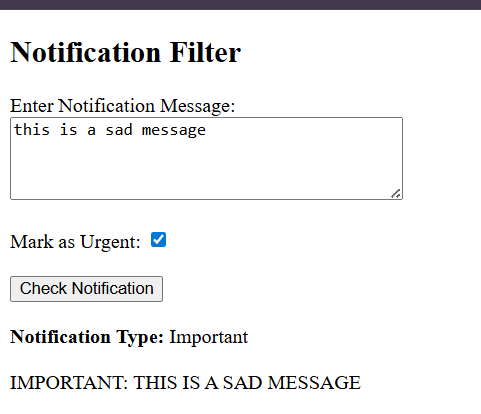 Notification Filter
Enter Notification Message:
this is a sad message
Mark as Urgent:
Check Notification
Notification Type: Important
IMPORTANT: THIS IS A SAD MESSAGE